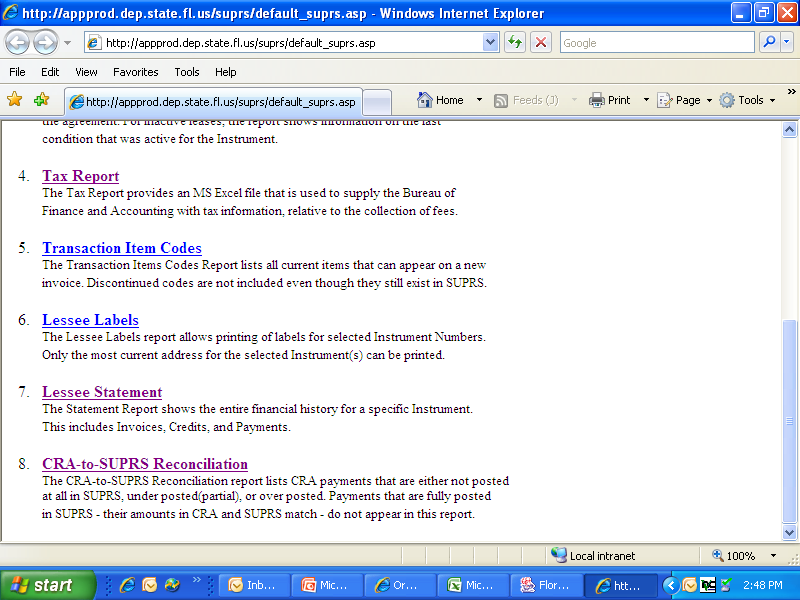 http://appprod.dep.state.fl.us/suprs/default_suprs.asp - Windows Internet Explorer
http://appprod.dep.state.fl.us/suprs/default_suprs.asp
Google
File Edit View Favorites Tools Help
http://appprod.dep.state.fl.us/suprs/default_suprs.asp
Home Feeds (J) Print Page Tools
the agreement. For inactive leases, the report shows information on the last
condition that was active for the Instrument.
4. Tax Report
The Tax Report provides an MS Excel file that is used to supply the Bureau of
Finance and Accounting with tax information, relative to the collection of fees.
5. Transaction Item Codes
The Transaction Items Codes Report lists all current items that can appear on a new
invoice. Discontinued codes are not included even though they still exist in SUPRS.
6. Lessee Labels
The Lessee Labels report allows printing of labels for selected Instrument Numbers.
Only the most current address for the selected Instrument(s) can be printed.
7. Lessee Statement
The Statement Report shows the entire financial history for a specific Instrument.
This includes Invoices, Credits, and Payments.
8. CRA-to-SUPRS Reconciliation
The CRA-to-SUPRS Reconciliation report lists CRA payments that are either not posted
at all in SUPRS, under posted(partial), or over posted. Payments that are fully posted
in SUPRS - their amounts in CRA and SUPRS match - do not appear in this report.
Local intranet 100%
start Inb... Mic... Or... Mic... Flor... htt... 2:48 PM